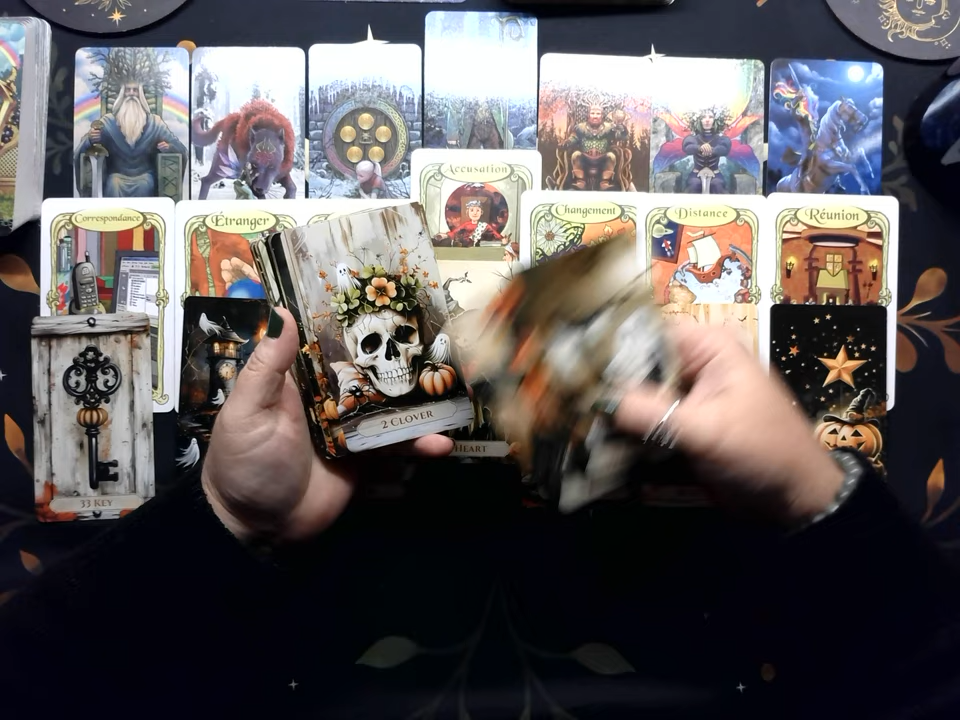 Accusation
Correspondance
Étranger
Changement
Distance
Réunion
2 CLOVER
HEART
33 KEY